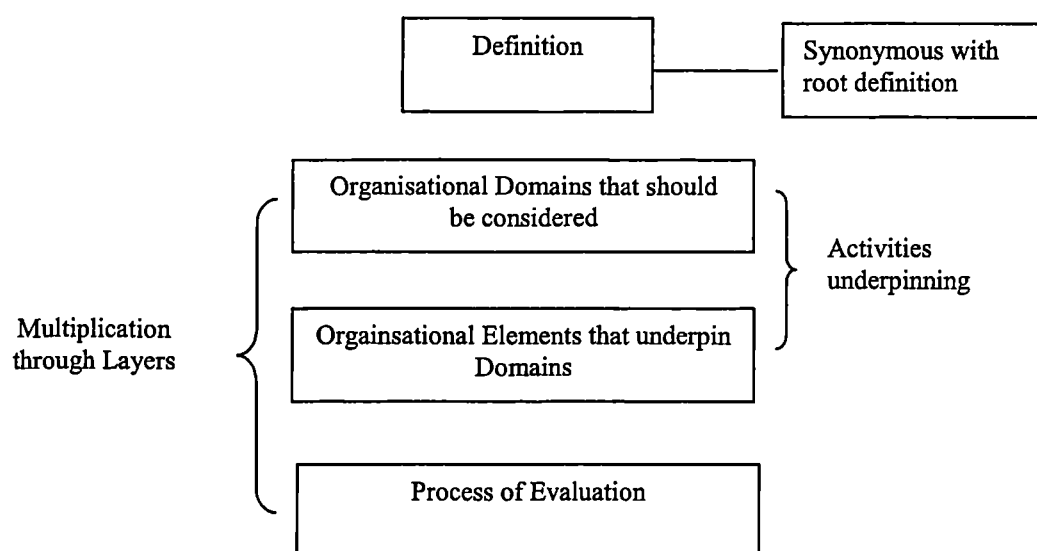 Definition
Synonymous with
root definition
Organisational Domains that should
be considered
Activities
underpinning
Multiplication
through Layers
Orgainsational Elements that underpin
Domains
Process of Evaluation